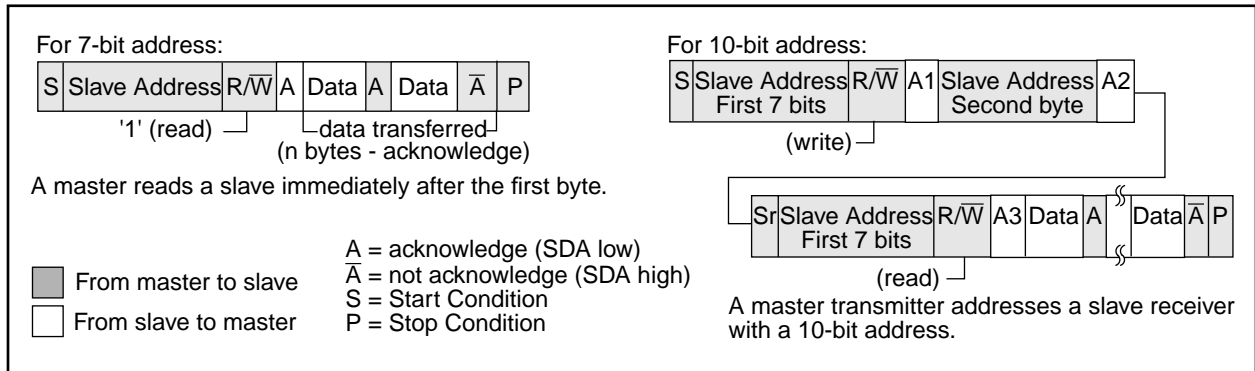 For 7-bit address:
S Slave Address R/W̅ A Data A Data A̅ P
'1' (read) data transferred
(n bytes - acknowledge)
A master reads a slave immediately after the first byte.
From master to slave
From slave to master
A = acknowledge (SDA low)
A̅ = not acknowledge (SDA high)
S = Start Condition
P = Stop Condition
For 10-bit address:
S Slave Address First 7 bits R/W̅ A1 Slave Address Second byte A2
(write)
Sr Slave Address First 7 bits R/W̅ A3 Data A Data A̅ P
(read)
A master transmitter addresses a slave receiver
with a 10-bit address.